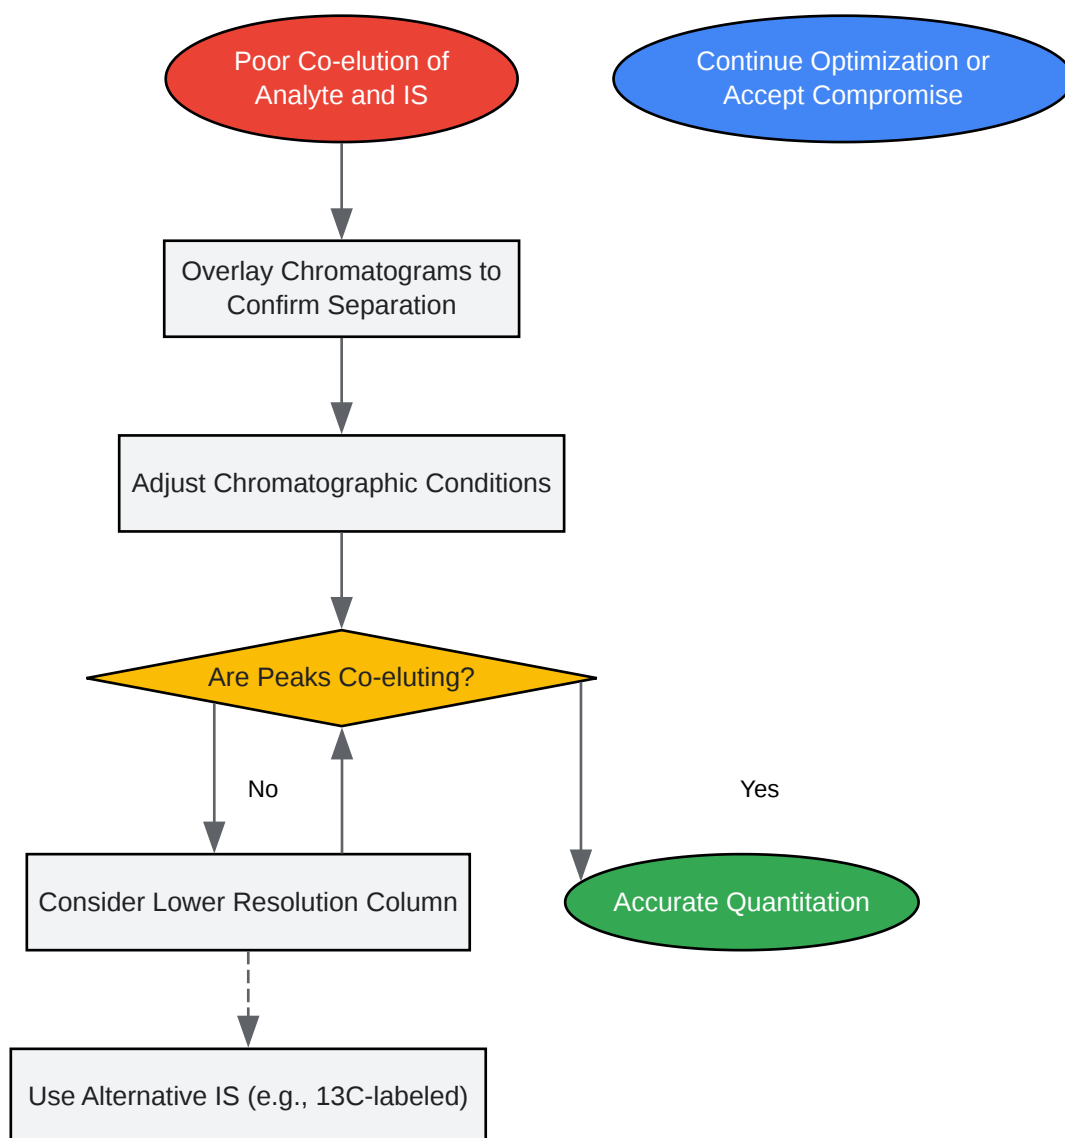 Poor Co-elution of
Analyte and IS
Continue Optimization or
Accept Compromise
Overlay Chromatograms to
Confirm Separation
Adjust Chromatographic Conditions
Are Peaks Co-eluting?
No
Yes
Consider Lower Resolution Column
Accurate Quantitation
Use Alternative IS (e.g., 13C-labeled)